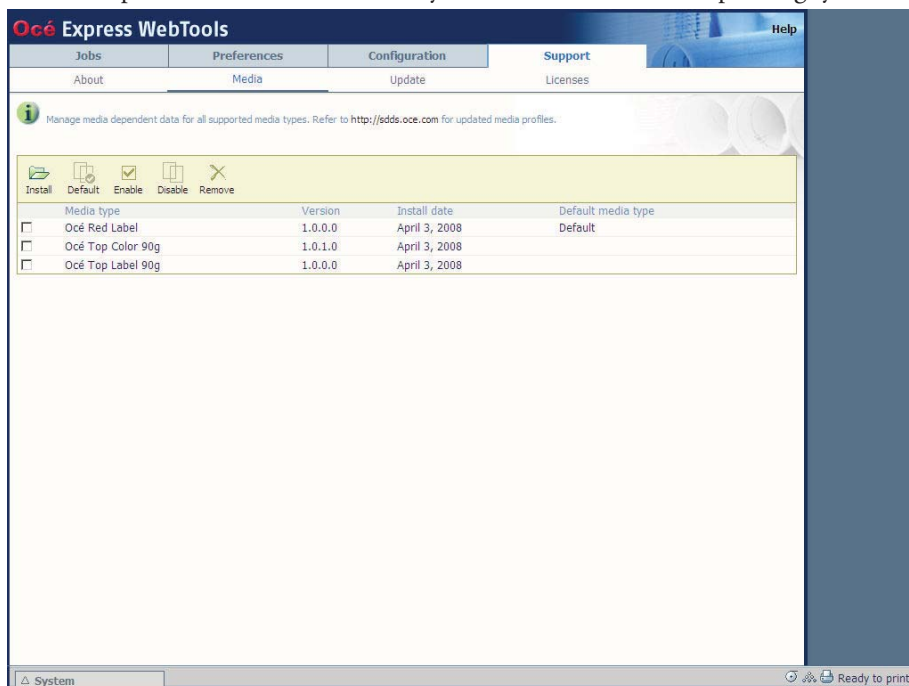 Océ Express WebTools Help
Jobs Preferences Configuration Support
About Media Update Licenses
Manage media dependent data for all supported media types. Refer to http://sdds.oce.com for updated media profiles.
Install Default Enable Disable Remove
Media type Version Install date Default media type
Océ Red Label 1.0.0.0 April 3, 2008 Default
Océ Top Color 90g 1.0.1.0 April 3, 2008
Océ Top Label 90g 1.0.0.0 April 3, 2008
System Ready to print